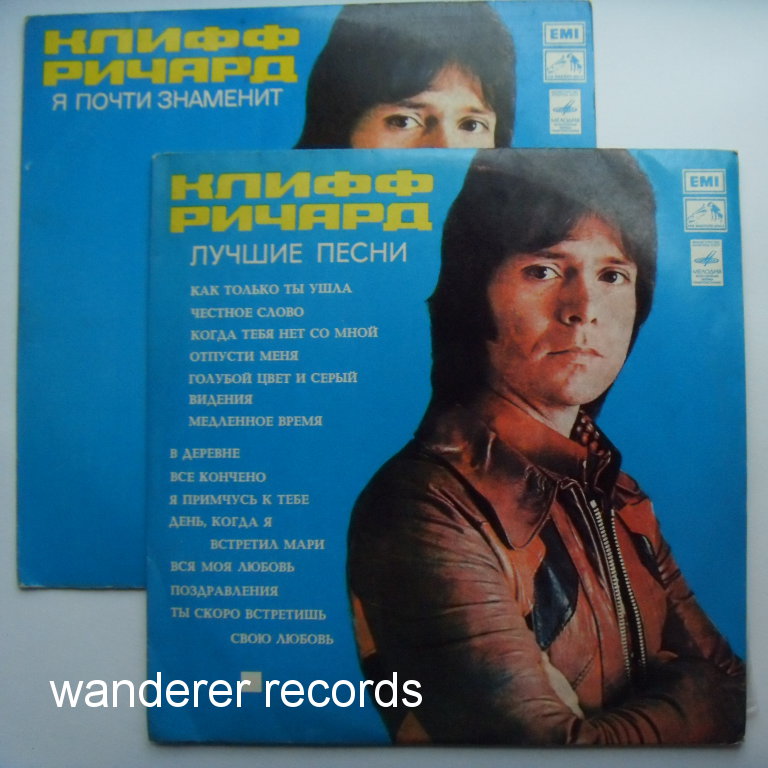 КЛИФФ
РИЧАРД
Я ПОЧТИ ЗНАМЕНИТ
EMI
МЕЛОДИЯ
КЛИФФ
РИЧАРД
ЛУЧШИЕ ПЕСНИ
КАК ТОЛЬКО ТЫ УШЛА
ЧЕСТНОЕ СЛОВО
КОГДА ТЕБЯ НЕТ СО МНОЙ
ОТПУСТИ МЕНЯ
ГОЛУБОЙ ЦВЕТ И СЕРЫЙ
ВИДЕНИЯ
МЕДЛЕННОЕ ВРЕМЯ
В ДЕРЕВНЕ
ВСЕ КОНЧЕНО
Я ПРИМЧУСЬ К ТЕБЕ
ДЕНЬ, КОГДА Я
ВСТРЕТИЛ МАРИ
ВСЯ МОЯ ЛЮБОВЬ
ПОЗДРАВЛЕНИЯ
ТЫ СКОРО ВСТРЕТИШЬ
СВОЮ ЛЮБОВЬ
EMI
МЕЛОДИЯ
wanderer records